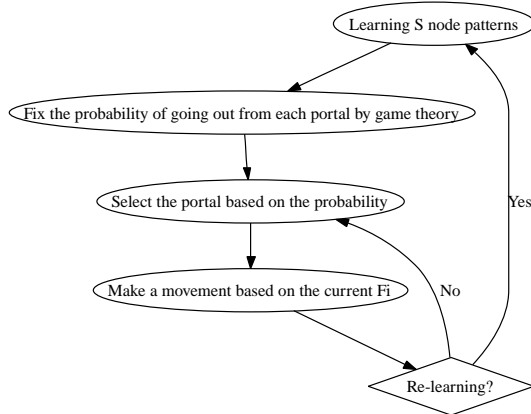 Learning S node patterns
Fix the probability of going out from each portal by game theory
Select the portal based on the probability
Yes
Make a movement based on the current Fi
No
Re-learning?